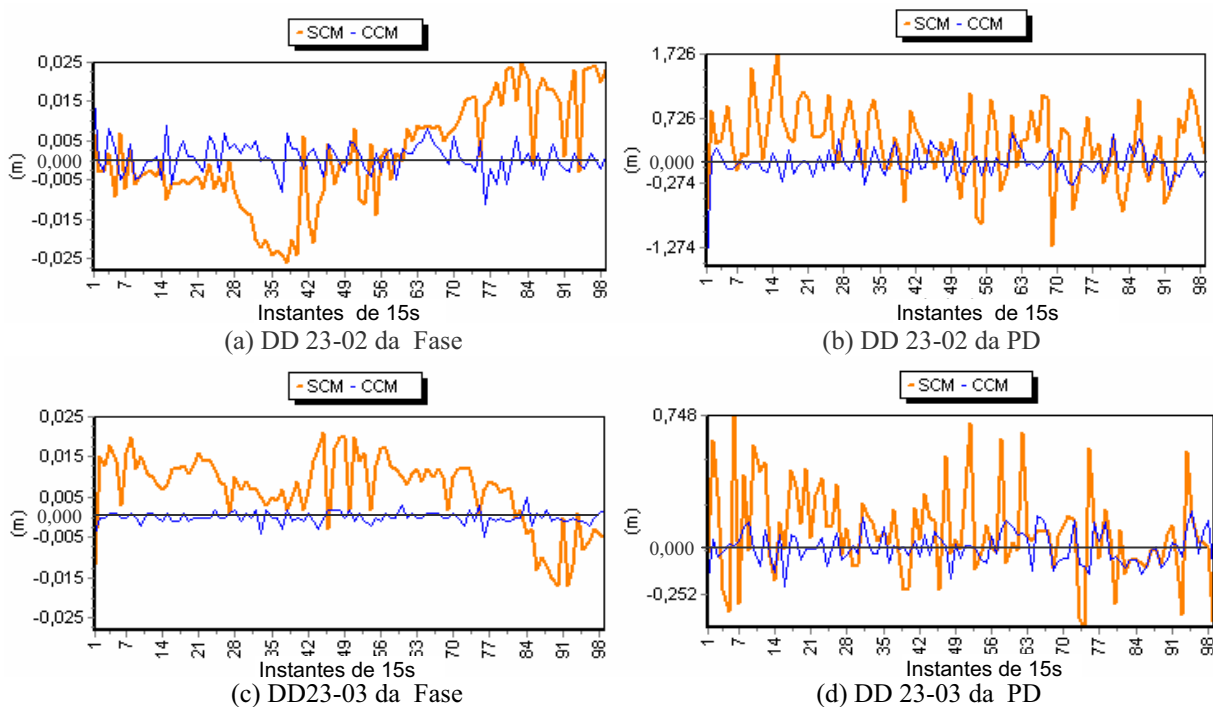 SCM - CCM
0,025
0,015
0,005
0,000
-0,005
-0,015
-0,025
(m)
1 7 14 21 28 35 42 49 56 63 70 77 84 91 98
Instantes de 15s
(a) DD 23-02 da Fase
SCM - CCM
1,726
0,726
0,000
-0,274
-1,274
(m)
1 7 14 21 28 35 42 49 56 63 70 77 84 91 98
Instantes de 15s
(b) DD 23-02 da PD
SCM - CCM
0,025
0,015
0,005
0,000
-0,005
-0,015
-0,025
(m)
1 7 14 21 28 35 42 49 56 63 70 77 84 91 98
Instantes de 15s
(c) DD23-03 da Fase
SCM - CCM
0,748
0,000
-0,252
(m)
1 7 14 21 28 35 42 49 56 63 70 77 84 91 98
Instantes de 15s
(d) DD 23-03 da PD